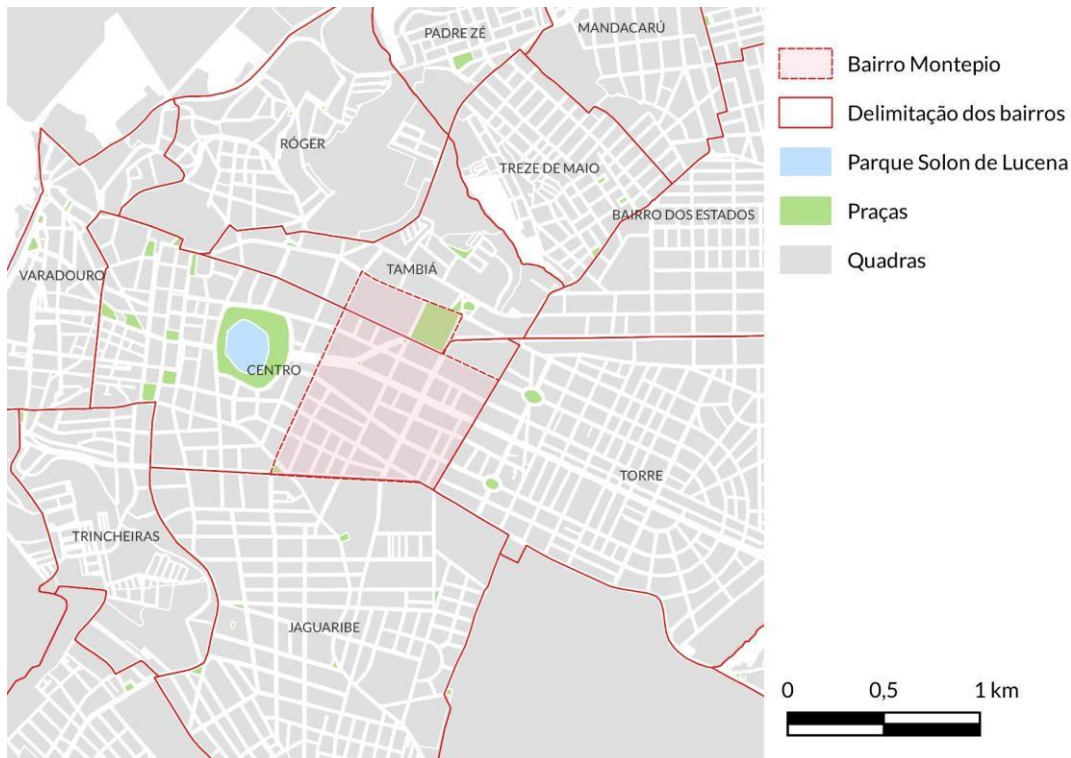 PADRE ZÉ
MANDACARÚ
RÓGER
TREZE DE MAIO
BAIRRO DOS ESTADOS
VARADOURO
TAMBIÁ
CENTRO
TORRE
TRINCHEIRAS
JAGUARIBE
Bairro Montepio
Delimitação dos bairros
Parque Solon de Lucena
Praças
Quadras
0 0,5 1 km